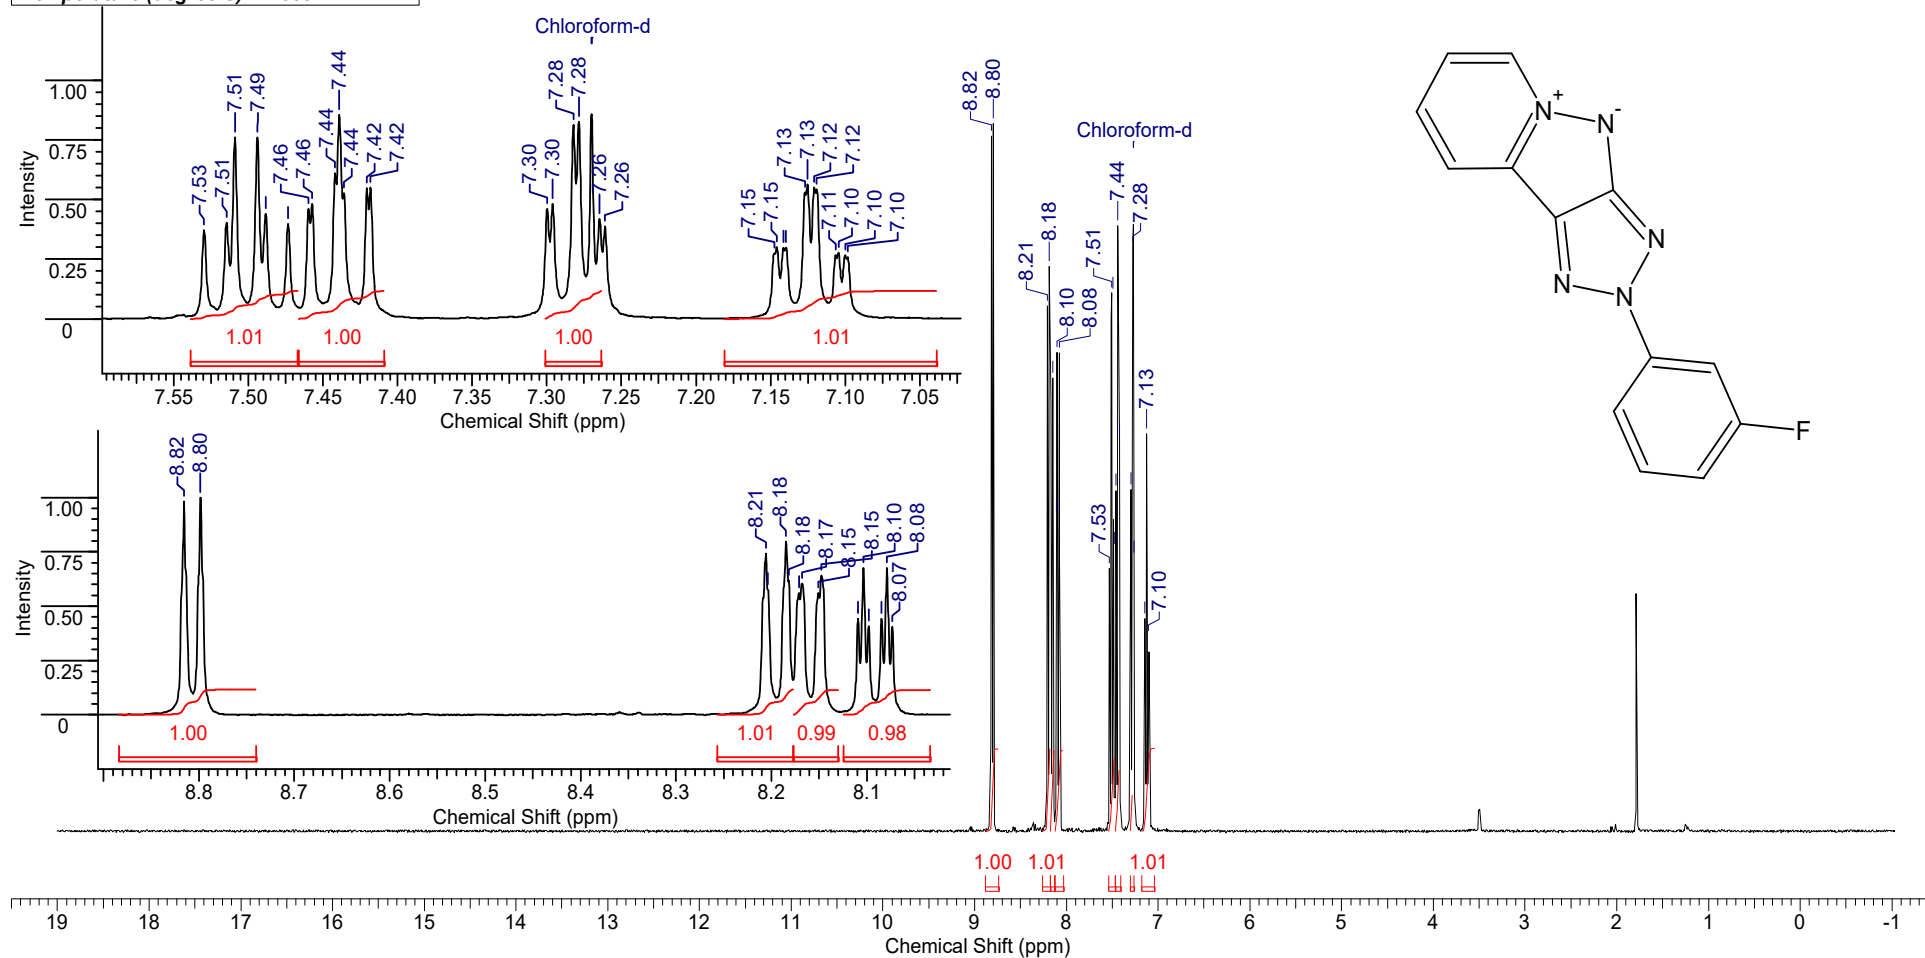 Chloroform-d
7.53 7.51 7.51 7.49 7.46 7.46 7.44 7.44 7.44 7.42 7.42 7.30 7.30 7.28 7.28 7.26 7.26 7.15 7.15 7.13 7.13 7.12 7.12 7.11 7.10 7.10 7.10
Intensity
1.00
0.75
0.50
0.25
0
1.01 1.00 1.00 1.01
7.55 7.50 7.45 7.40 7.35 7.30 7.25 7.20 7.15 7.10 7.05
Chemical Shift (ppm)
8.82 8.80 8.21 8.18 8.18 8.17 8.15 8.15 8.10 8.08 8.07
Intensity
1.00
0.75
0.50
0.25
0
1.00 1.01 0.99 0.98
8.8 8.7 8.6 8.5 8.4 8.3 8.2 8.1
Chemical Shift (ppm)
8.82 8.80 8.21 8.18 8.10 8.08 7.53 7.51 7.44 7.28 7.13 7.10
Chloroform-d
N+
N-
N
N
N
F
1.00 1.01 1.01
19 18 17 16 15 14 13 12 11 10 9 8 7 6 5 4 3 2 1 0 -1
Chemical Shift (ppm)